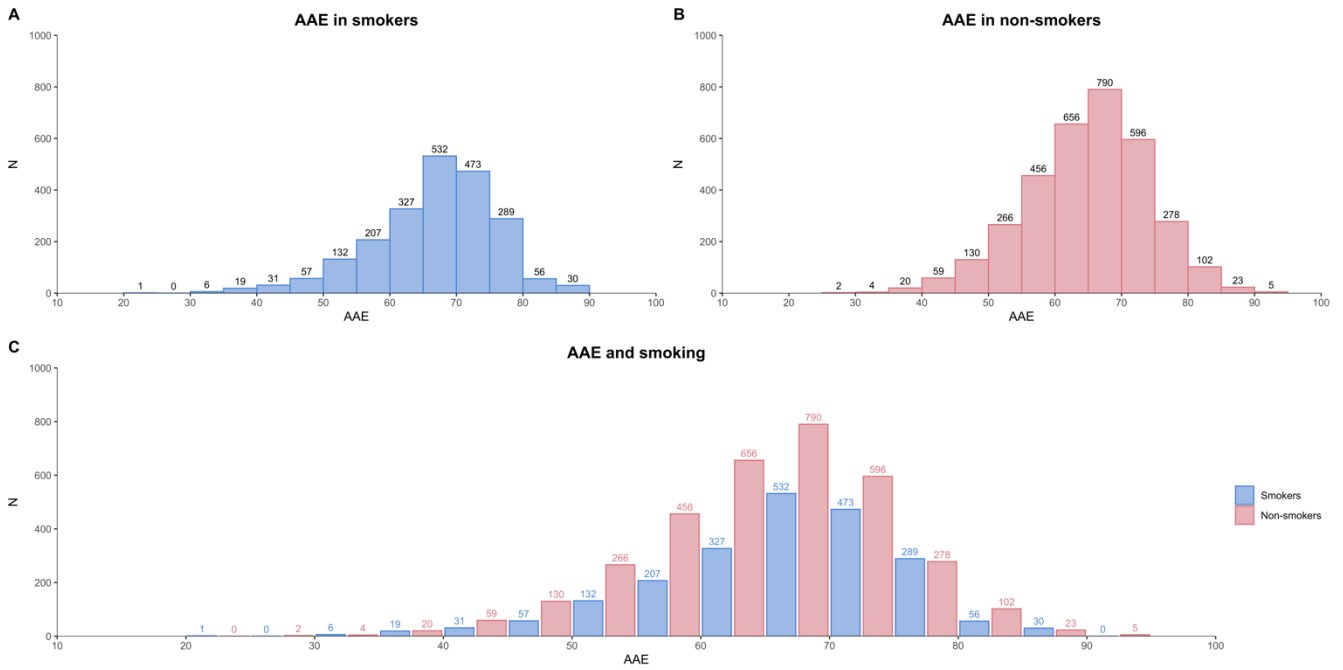 A
AAE in smokers
1000
800
600
400
200
0
N
1 0 6 19 31 57 132 207 327 532 473 289 56 30
10 20 30 40 50 60 70 80 90 100
AAE
B
AAE in non-smokers
1000
800
600
400
200
0
N
2 4 20 59 130 266 456 656 790 596 278 102 23 5
10 20 30 40 50 60 70 80 90 100
AAE
C
AAE and smoking
1000
800
600
400
200
0
N
1 0 0 2 6 4 19 20 31 59 57 130 132 266 207 456 327 656 532 790 473 596 289 278 56 102 30 23 0 5
10 20 30 40 50 60 70 80 90 100
AAE
Smokers
Non-smokers